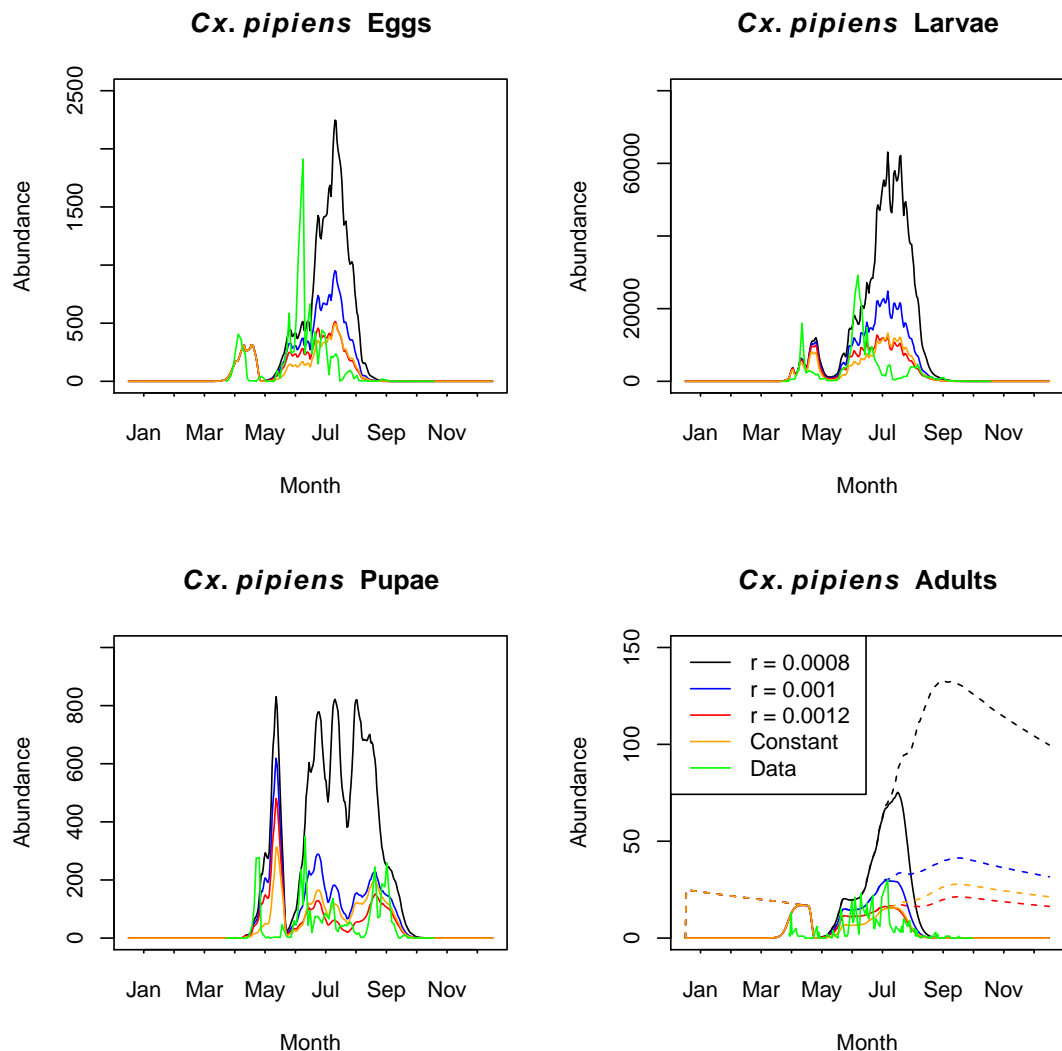 Cx. pipiens Eggs
2500
1500
500
0
Abundance
Jan Mar May Jul Sep Nov
Month
Cx. pipiens Larvae
60000
20000
0
Abundance
Jan Mar May Jul Sep Nov
Month
Cx. pipiens Pupae
800
600
400
200
0
Abundance
Jan Mar May Jul Sep Nov
Month
Cx. pipiens Adults
150
100
50
0
Abundance
r = 0.0008
r = 0.001
r = 0.0012
Constant
Data
Jan Mar May Jul Sep Nov
Month